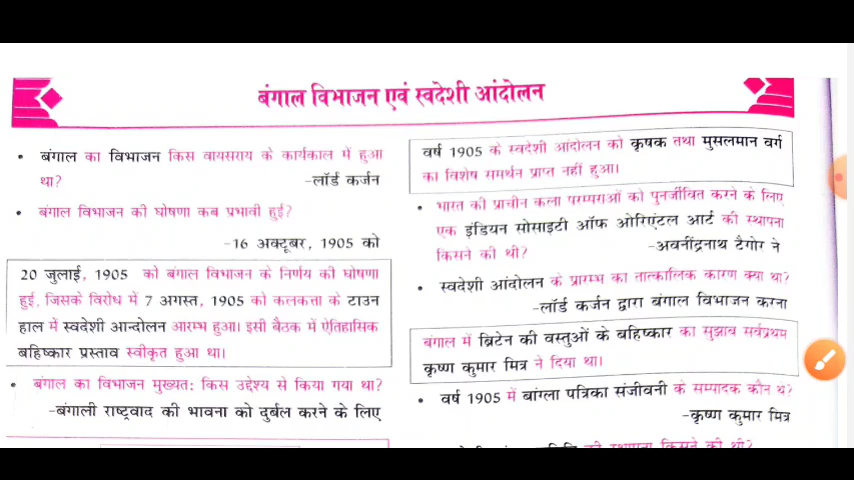 बंगाल विभाजन एवं स्वदेशी आंदोलन
• बंगाल का विभाजन किस वायसराय के कार्यकाल में हुआ
था? -लॉर्ड कर्जन
• बंगाल विभाजन की घोषणा कब प्रभावी हुई?
-16 अक्टूबर, 1905 को
20 जुलाई, 1905 को बंगाल विभाजन के निर्णय की घोषणा
हुई, जिसके विरोध में 7 अगस्त, 1905 को कलकत्ता के टाउन
हाल में स्वदेशी आन्दोलन आरम्भ हुआ। इसी बैठक में ऐतिहासिक
बहिष्कार प्रस्ताव स्वीकृत हुआ था।
• बंगाल का विभाजन मुख्यत: किस उद्देश्य से किया गया था?
-बंगाली राष्ट्रवाद की भावना को दुर्बल करने के लिए
वर्ष 1905 के स्वदेशी आंदोलन को कृषक तथा मुसलमान वर्ग
का विशेष समर्थन प्राप्त नहीं हुआ।
• भारत की प्राचीन कला परम्पराओं को पुनर्जीवित करने के लिए
एक इंडियन सोसाइटी ऑफ ओरिएंटल आर्ट की स्थापना
किसने की थी? -अवनींद्रनाथ टैगोर ने
• स्वदेशी आंदोलन के प्रारम्भ का तात्कालिक कारण क्या था?
-लॉर्ड कर्जन द्वारा बंगाल विभाजन करना
बंगाल में ब्रिटेन की वस्तुओं के बहिष्कार का सुझाव सर्वप्रथम
कृष्ण कुमार मित्र ने दिया था।
• वर्ष 1905 में बांग्ला पत्रिका संजीवनी के सम्पादक कौन थे?
-कृष्ण कुमार मित्र
की स्थापना किसने की थी?